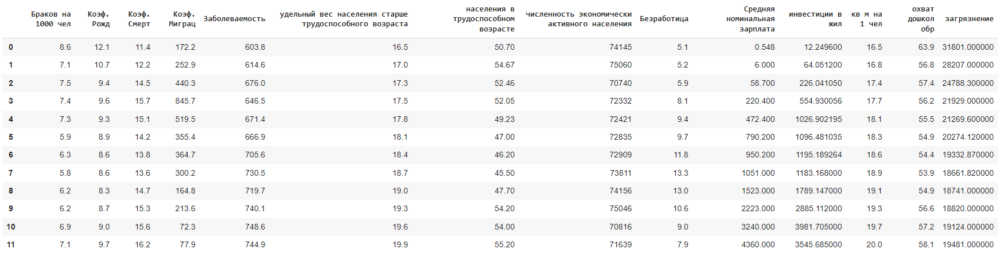 Браков на 1000 чел Коэф. Рожд Коэф. Смерт Коэф. Миграц Заболеваемость удельный вес населения старше трудоспособного возраста населения в трудоспособном возрасте численность экономически активного населения Безработица Средняя номинальная зарплата инвестиции в жил кв м на 1 чел охват дошкол обр загрязнение
0 8.6 12.1 11.4 172.2 603.8 16.5 50.70 74145 5.1 0.548 12.249600 16.5 63.9 31801.000000
1 7.1 10.7 12.2 252.9 614.6 17.0 54.67 75060 5.2 6.000 64.051200 16.8 56.8 28207.000000
2 7.5 9.4 14.5 440.3 676.0 17.3 52.46 70740 5.9 58.700 226.041050 17.4 57.4 24788.300000
3 7.4 9.6 15.7 845.7 646.5 17.5 52.05 72332 8.1 220.400 554.930056 17.7 56.2 21929.000000
4 7.3 9.3 15.1 519.5 671.4 17.8 49.23 72421 9.4 472.400 1026.902195 18.1 55.5 21269.600000
5 5.9 8.9 14.2 355.4 666.9 18.1 47.00 72835 9.7 790.200 1096.481035 18.3 54.9 20274.120000
6 6.3 8.6 13.8 364.7 705.6 18.4 46.20 72909 11.8 950.200 1195.189264 18.6 54.4 19332.870000
7 5.8 8.6 13.6 300.2 730.5 18.7 45.50 73811 13.3 1051.000 1183.168000 18.9 53.9 18661.820000
8 6.2 8.3 14.7 164.8 719.7 19.0 47.70 74156 13.0 1523.000 1789.147000 19.1 54.9 18741.000000
9 6.2 8.7 15.3 213.6 740.1 19.3 54.20 75046 10.6 2223.000 2885.112000 19.3 56.6 18820.000000
10 6.9 9.0 15.6 72.3 748.6 19.6 54.00 70816 9.0 3240.000 3981.705000 19.7 57.2 19124.000000
11 7.1 9.7 16.2 77.9 744.9 19.9 55.20 71639 7.9 4360.000 3545.685000 20.0 58.1 19481.000000